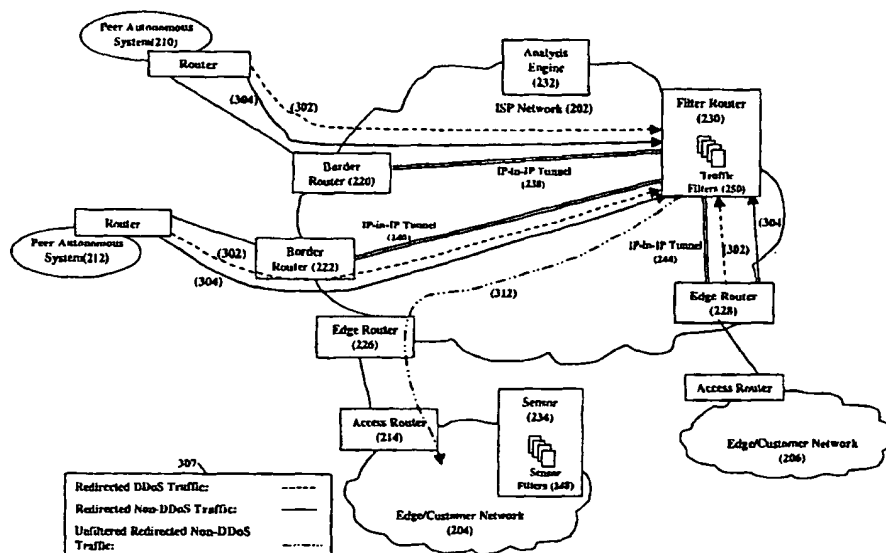 Peer Autonomous
System(210)
Router
(304)
(302)
Analysis
Engine
(232)
ISP Network (202)
Filter Router
(230)
Traffic
Filters (250)
Border
Router (220)
IP-in-IP Tunnel
(238)
Router
Peer Autonomous
System(212)
(302)
(304)
Border
Router (222)
IP-in-IP Tunnel
(312)
IP-in-IP Tunnel
(244)
(302)
(304)
Edge Router
(226)
Edge Router
(228)
Access Router
(214)
Sensor
(234)
Sensor
Filters (248)
Edge/Customer Network
(204)
Access Router
Edge/Customer Network
(206)
307
Redirected DDoS Traffic:
Redirected Non-DDoS Traffic:
Unfiltered Redirected Non-DDoS
Traffic: